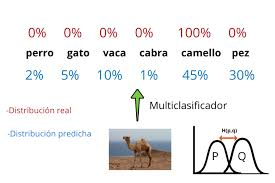 0% 0% 0% 0% 100% 0%
perro gato vaca cabra camello pez
2% 5% 10% 1% 45% 30%
Multiclasificador
-Distribución real
-Distribución predicha
H(p,q)
P Q